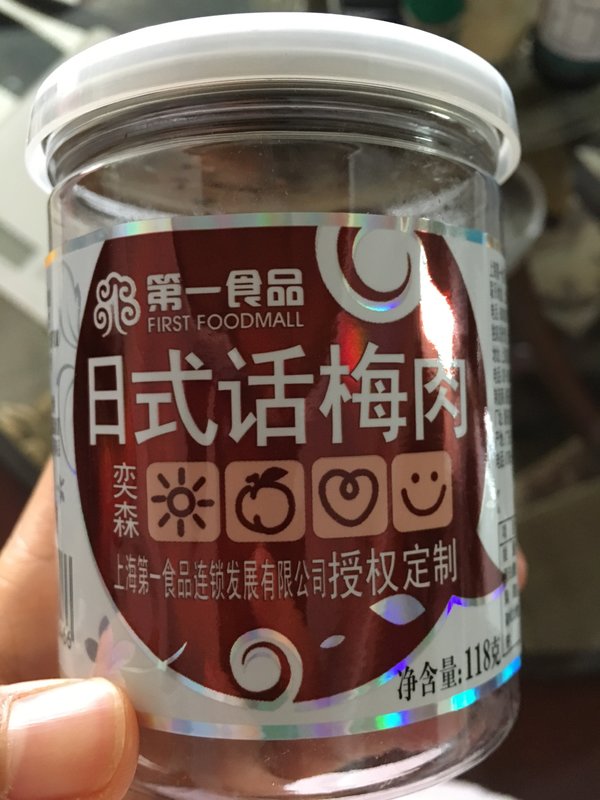 第一食品
FIRST FOODMALL
日式话梅肉
奕森
上海第一食品连锁发展有限公司授权定制
净含量:118克